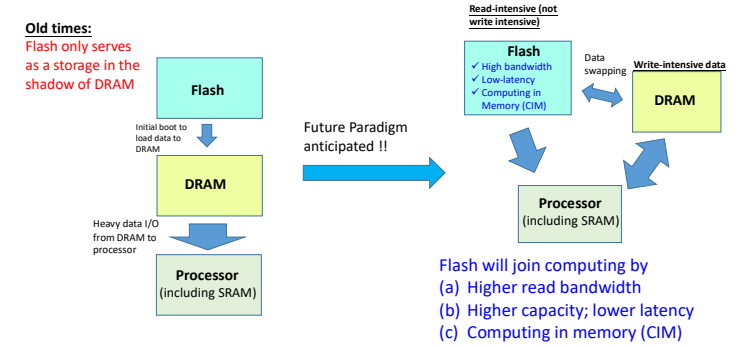 Old times:
Flash only serves
as a storage in the
shadow of DRAM
Flash
Initial boot to
load data to
DRAM
DRAM
Heavy data I/O
from DRAM to
processor
Processor
(including SRAM)
Future Paradigm
anticipated !!
Read-intensive (not
write intensive)
Flash
✓ High bandwidth
✓ Low-latency
✓ Computing in
Memory (CIM)
Data
swapping
Write-intensive data
DRAM
Processor
(including SRAM)
Flash will join computing by
(a) Higher read bandwidth
(b) Higher capacity; lower latency
(c) Computing in memory (CIM)